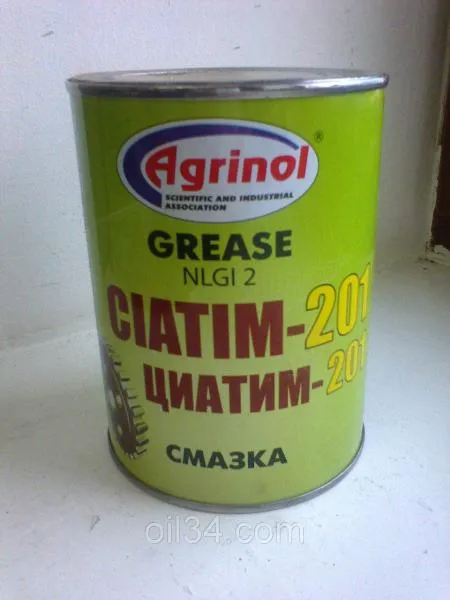 Agrinol
®
SCIENTIFIC AND INDUSTRIAL
ASSOCIATION
GREASE
NLGI 2
CIATIM-201
ЦИАТИМ-201
СМАЗКА
oil34.com